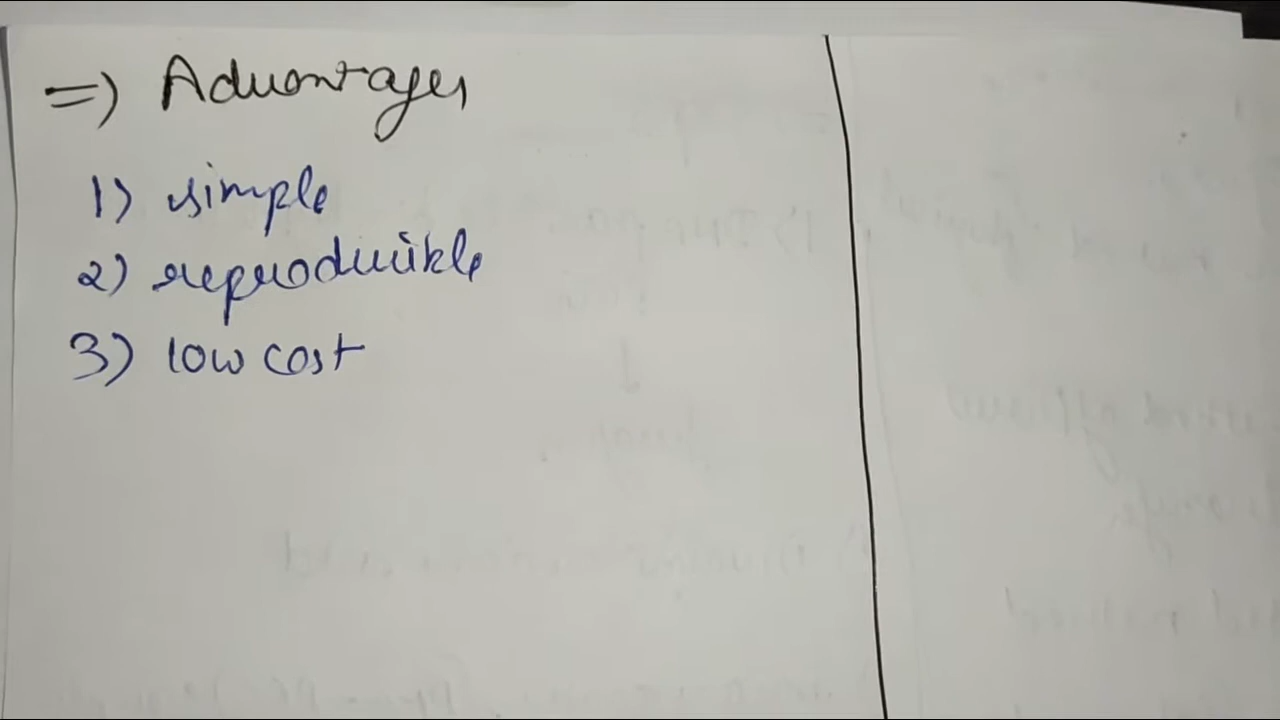 => Advantages
1) simple
2) reproducible
3) low cost